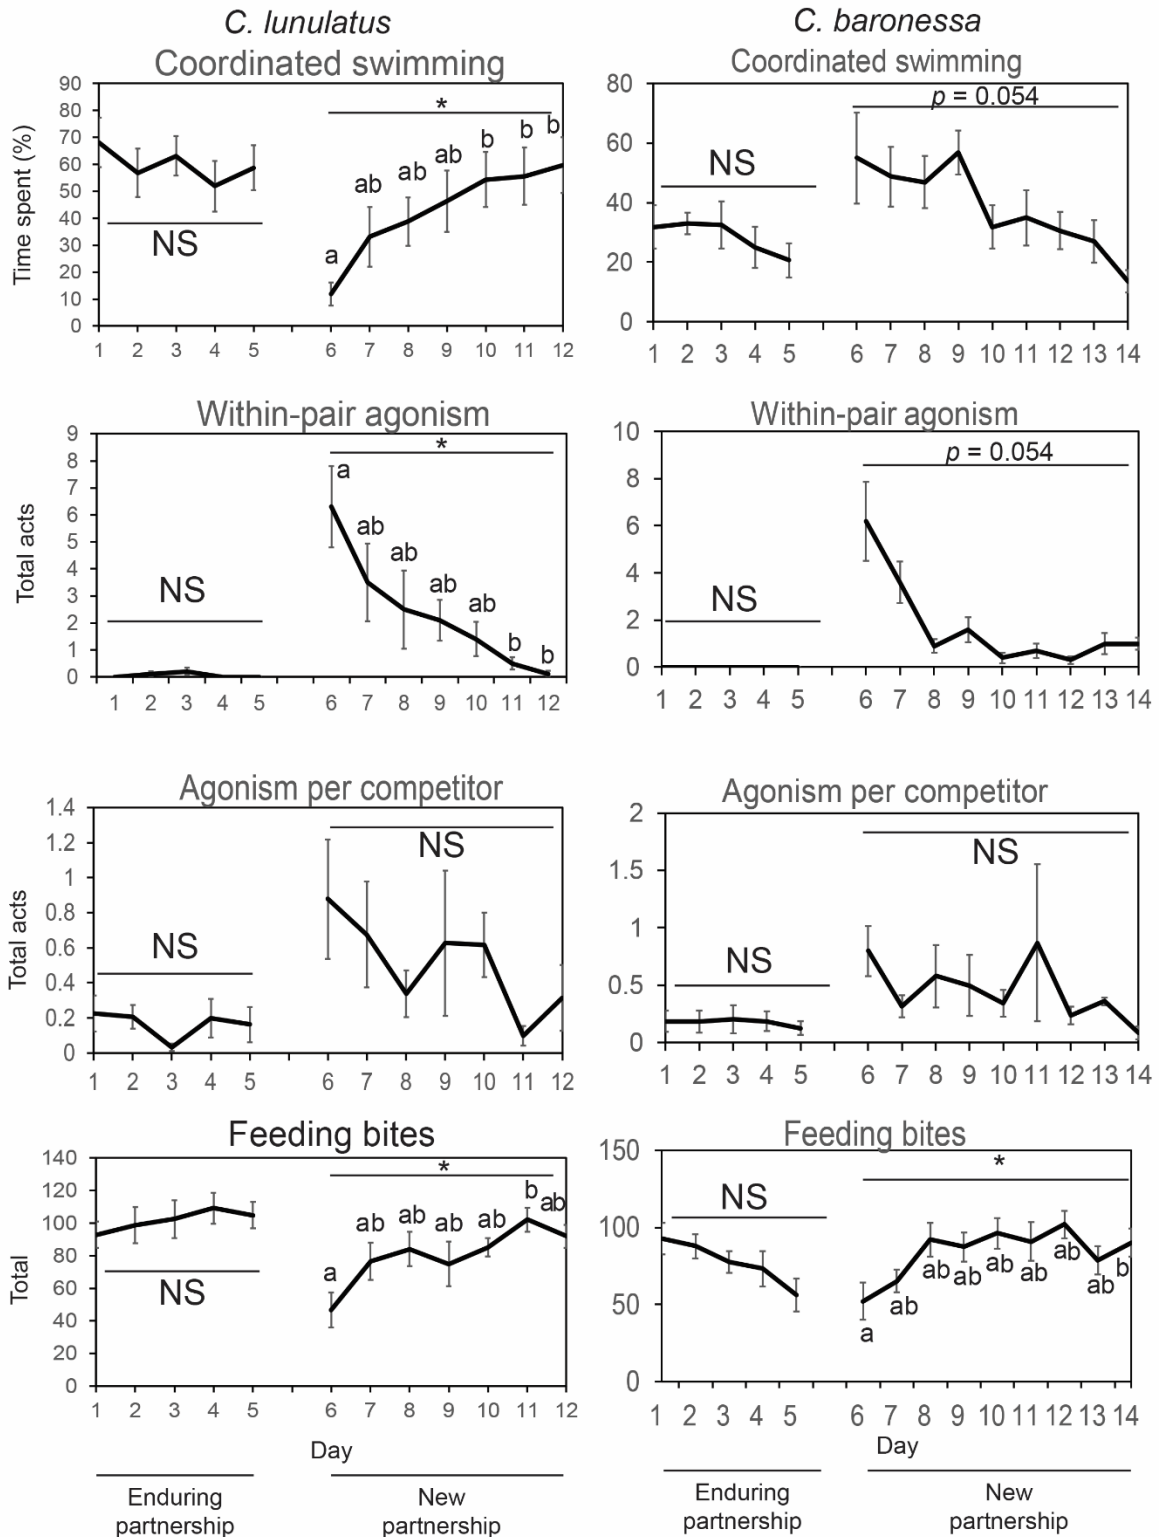 C. lunulatus
C. baronessa
Coordinated swimming
Time spent (%)
90
80
70
60
50
40
30
20
10
0
NS
*
a
ab
ab
ab
b
b
b
1 2 3 4 5 6 7 8 9 10 11 12
Coordinated swimming
80
60
40
20
0
NS
p = 0.054
1 2 3 4 5 6 7 8 9 10 11 12 13 14
Within-pair agonism
Total acts
9
8
7
6
5
4
3
2
1
0
NS
*
a
ab
ab
ab
ab
b
b
1 2 3 4 5 6 7 8 9 10 11 12
Within-pair agonism
10
8
6
4
2
0
NS
p = 0.054
1 2 3 4 5 6 7 8 9 10 11 12 13 14
Agonism per competitor
Total acts
1.4
1.2
1
0.8
0.6
0.4
0.2
0
NS
NS
1 2 3 4 5 6 7 8 9 10 11 12
Agonism per competitor
2
1.5
1
0.5
0
NS
NS
1 2 3 4 5 6 7 8 9 10 11 12 13 14
Feeding bites
Total
140
120
100
80
60
40
20
0
NS
*
a
ab
ab
ab
ab
b
ab
1 2 3 4 5 6 7 8 9 10 11 12
Day
Enduring
partnership
New
partnership
Feeding bites
150
100
50
0
NS
*
a
ab
ab
ab
ab
ab
ab
ab
b
1 2 3 4 5 6 7 8 9 10 11 12 13 14
Day
Enduring
partnership
New
partnership